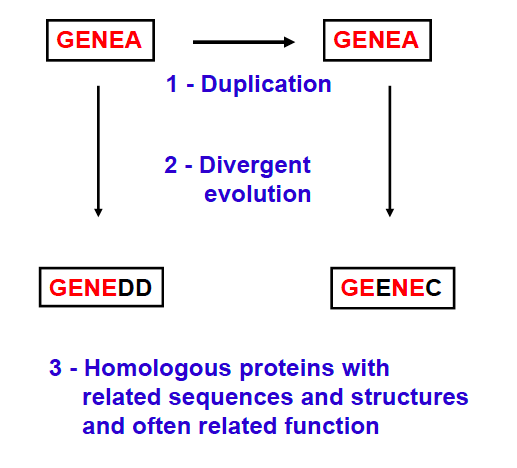 GENEA
GENEA
1 - Duplication
2 - Divergent
evolution
GENEDD
GEENEC
3 - Homologous proteins with
related sequences and structures
and often related function